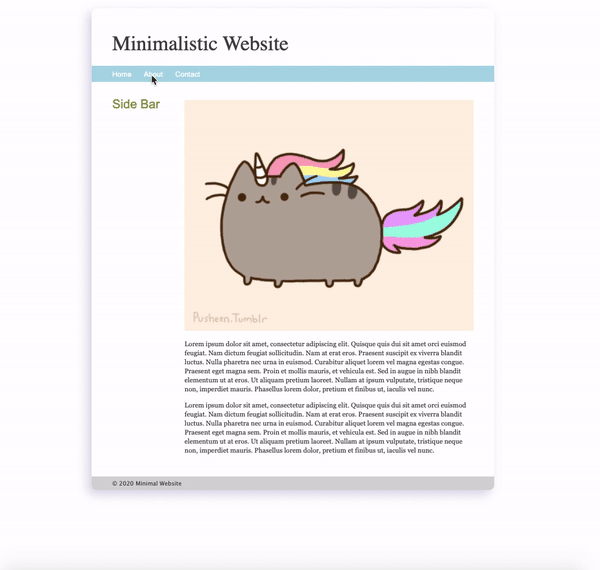 Minimalistic Website
Home About Contact
Side Bar
Pusheen.Tumblr
Lorem ipsum dolor sit amet, consectetur adipiscing elit. Quisque quis dui sit amet orci euismod
feugiat. Nam dictum feugiat sollicitudin. Nam at erat eros. Praesent suscipit ex viverra blandit
luctus. Nulla pharetra nec urna in euismod. Curabitur aliquet lorem vel magna egestas congue.
Praesent eget magna sem. Proin et mollis mauris, et vehicula est. Sed in augue in nibh blandit
elementum ut at eros. Ut aliquam pretium laoreet. Nullam at ipsum vulputate, tristique neque
non, imperdiet mauris. Phasellus lorem dolor, pretium et finibus ut, iaculis vel nunc.
Lorem ipsum dolor sit amet, consectetur adipiscing elit. Quisque quis dui sit amet orci euismod
feugiat. Nam dictum feugiat sollicitudin. Nam at erat eros. Praesent suscipit ex viverra blandit
luctus. Nulla pharetra nec urna in euismod. Curabitur aliquet lorem vel magna egestas congue.
Praesent eget magna sem. Proin et mollis mauris, et vehicula est. Sed in augue in nibh blandit
elementum ut at eros. Ut aliquam pretium laoreet. Nullam at ipsum vulputate, tristique neque
non, imperdiet mauris. Phasellus lorem dolor, pretium et finibus ut, iaculis vel nunc.
© 2020 Minimal Website